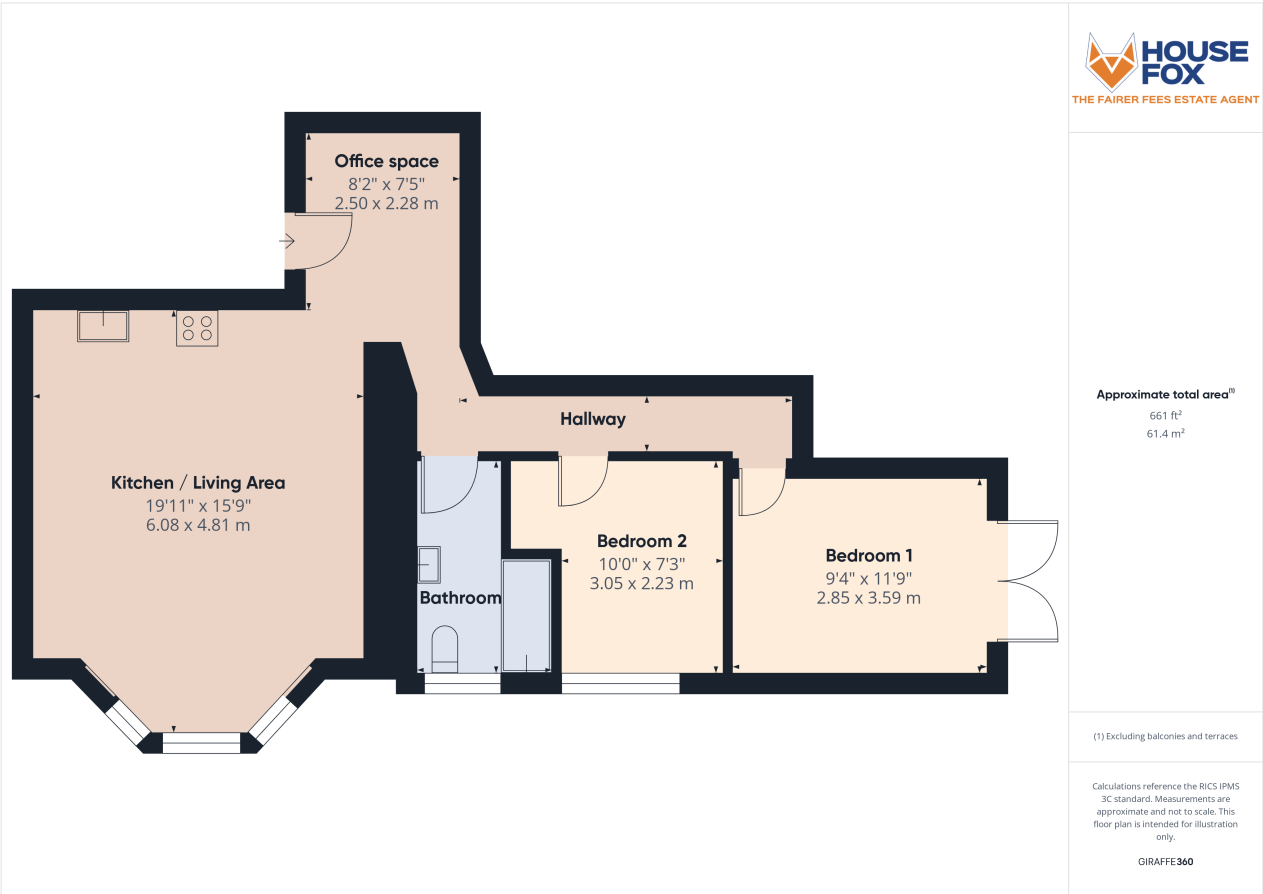 Office space
8'2" x 7'5"
2.50 x 2.28 m
Kitchen / Living Area
19'11" x 15'9"
6.08 x 4.81 m
Hallway
Bathroom
Bedroom 2
10'0" x 7'3"
3.05 x 2.23 m
Bedroom 1
9'4" x 11'9"
2.85 x 3.59 m
HOUSE
FOX
THE FAIRER FEES ESTATE AGENT
Approximate total area(1)
661 ft²
61.4 m²
(1) Excluding balconies and terraces
Calculations reference the RICS IPMS
3C standard. Measurements are
approximate and not to scale. This
floor plan is intended for illustration
only.
GIRAFFE360